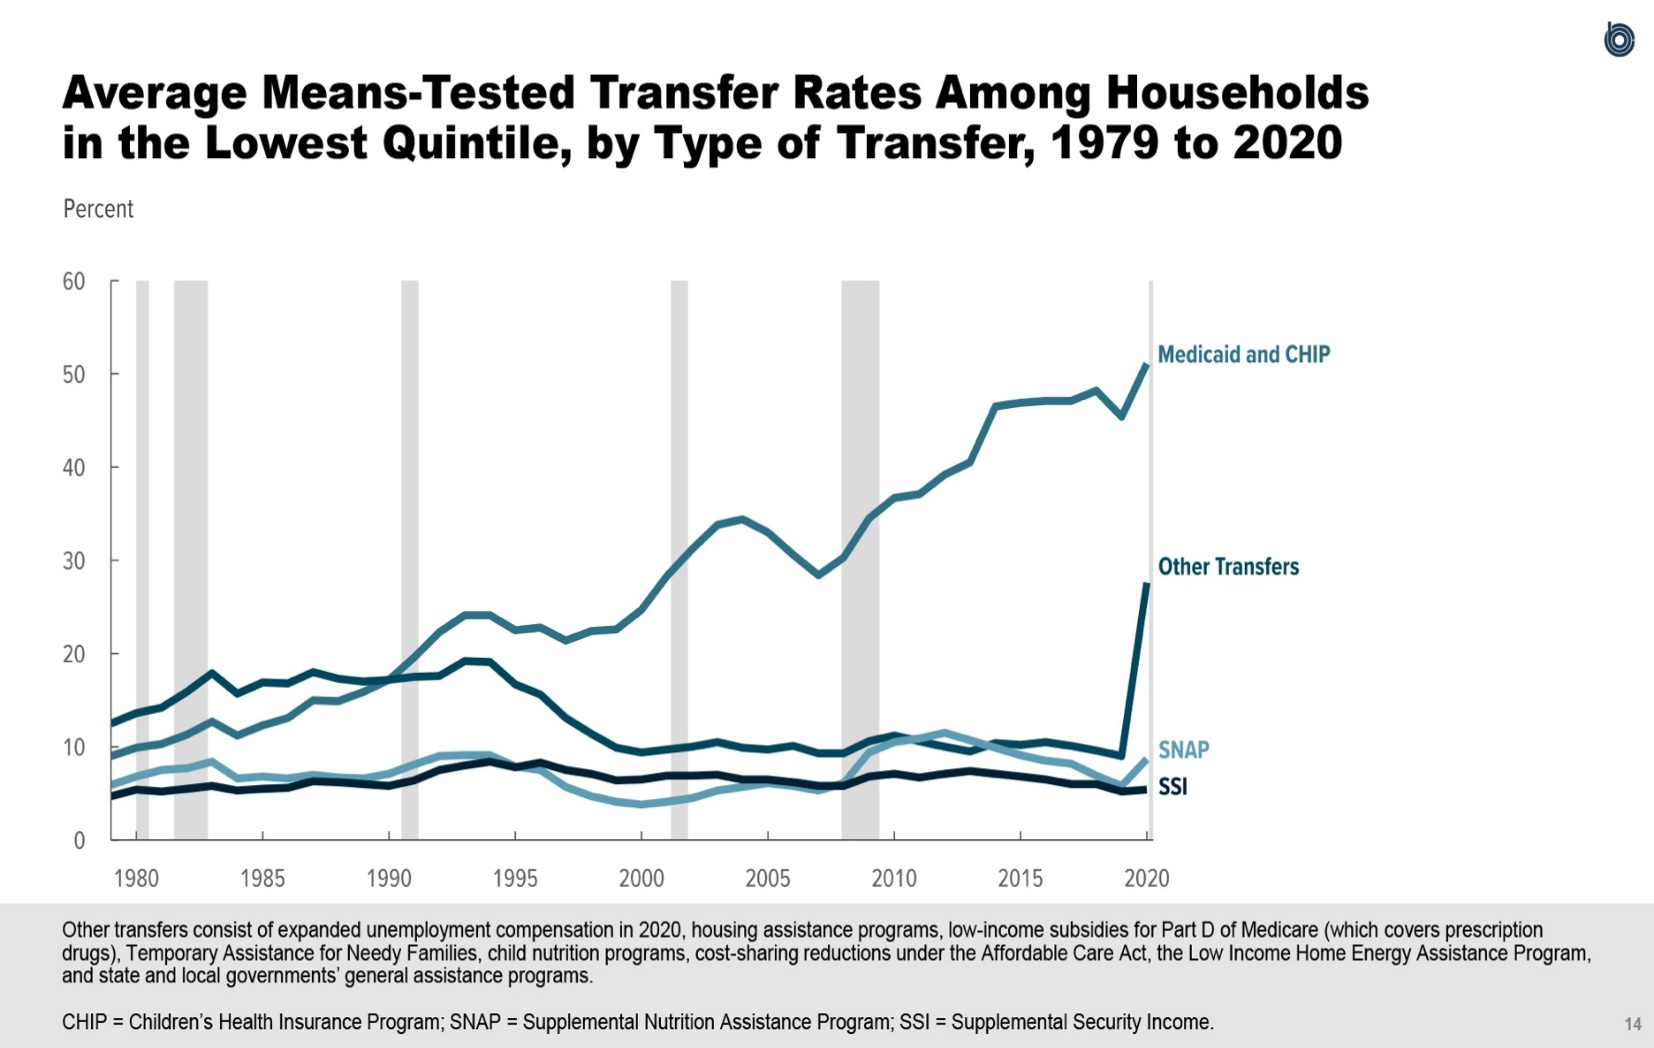 Average Means-Tested Transfer Rates Among Households
in the Lowest Quintile, by Type of Transfer, 1979 to 2020
Percent
60
50
40
30
20
10
0
Medicaid and CHIP
Other Transfers
SNAP
SSI
1980 1985 1990 1995 2000 2005 2010 2015 2020
Other transfers consist of expanded unemployment compensation in 2020, housing assistance programs, low-income subsidies for Part D of Medicare (which covers prescription
drugs), Temporary Assistance for Needy Families, child nutrition programs, cost-sharing reductions under the Affordable Care Act, the Low Income Home Energy Assistance Program,
and state and local governments’ general assistance programs.
CHIP = Children’s Health Insurance Program; SNAP = Supplemental Nutrition Assistance Program; SSI = Supplemental Security Income.
14